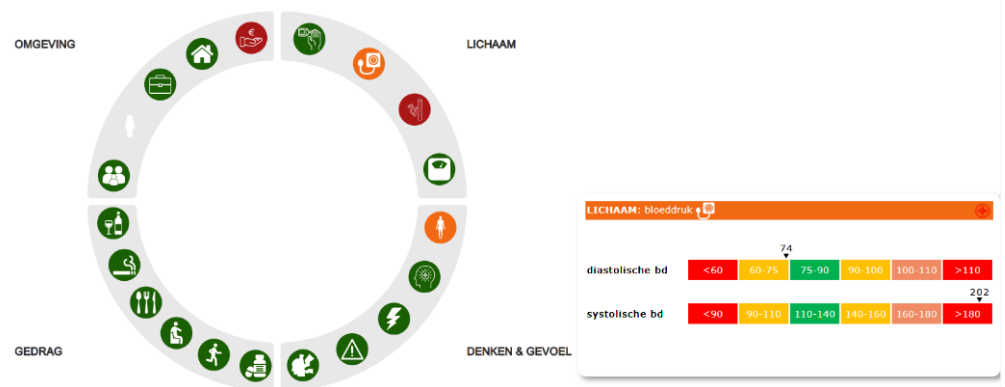 OMGEVING
LICHAAM
€
GEDRAG
DENKEN & GEVOEL
LICHAAM: bloeddruk
74
diastolische bd <60 60-75 75-90 90-100 100-110 >110
202
systolische bd <90 90-110 110-140 140-160 160-180 >180